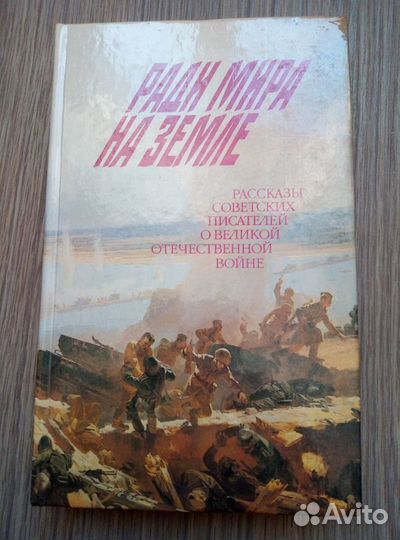 РАДИ МИРА
НА ЗЕМЛЕ
РАССКАЗЫ
СОВЕТСКИХ
ПИСАТЕЛЕЙ
О ВЕЛИКОЙ
ОТЕЧЕСТВЕННОЙ
ВОЙНЕ
Avito